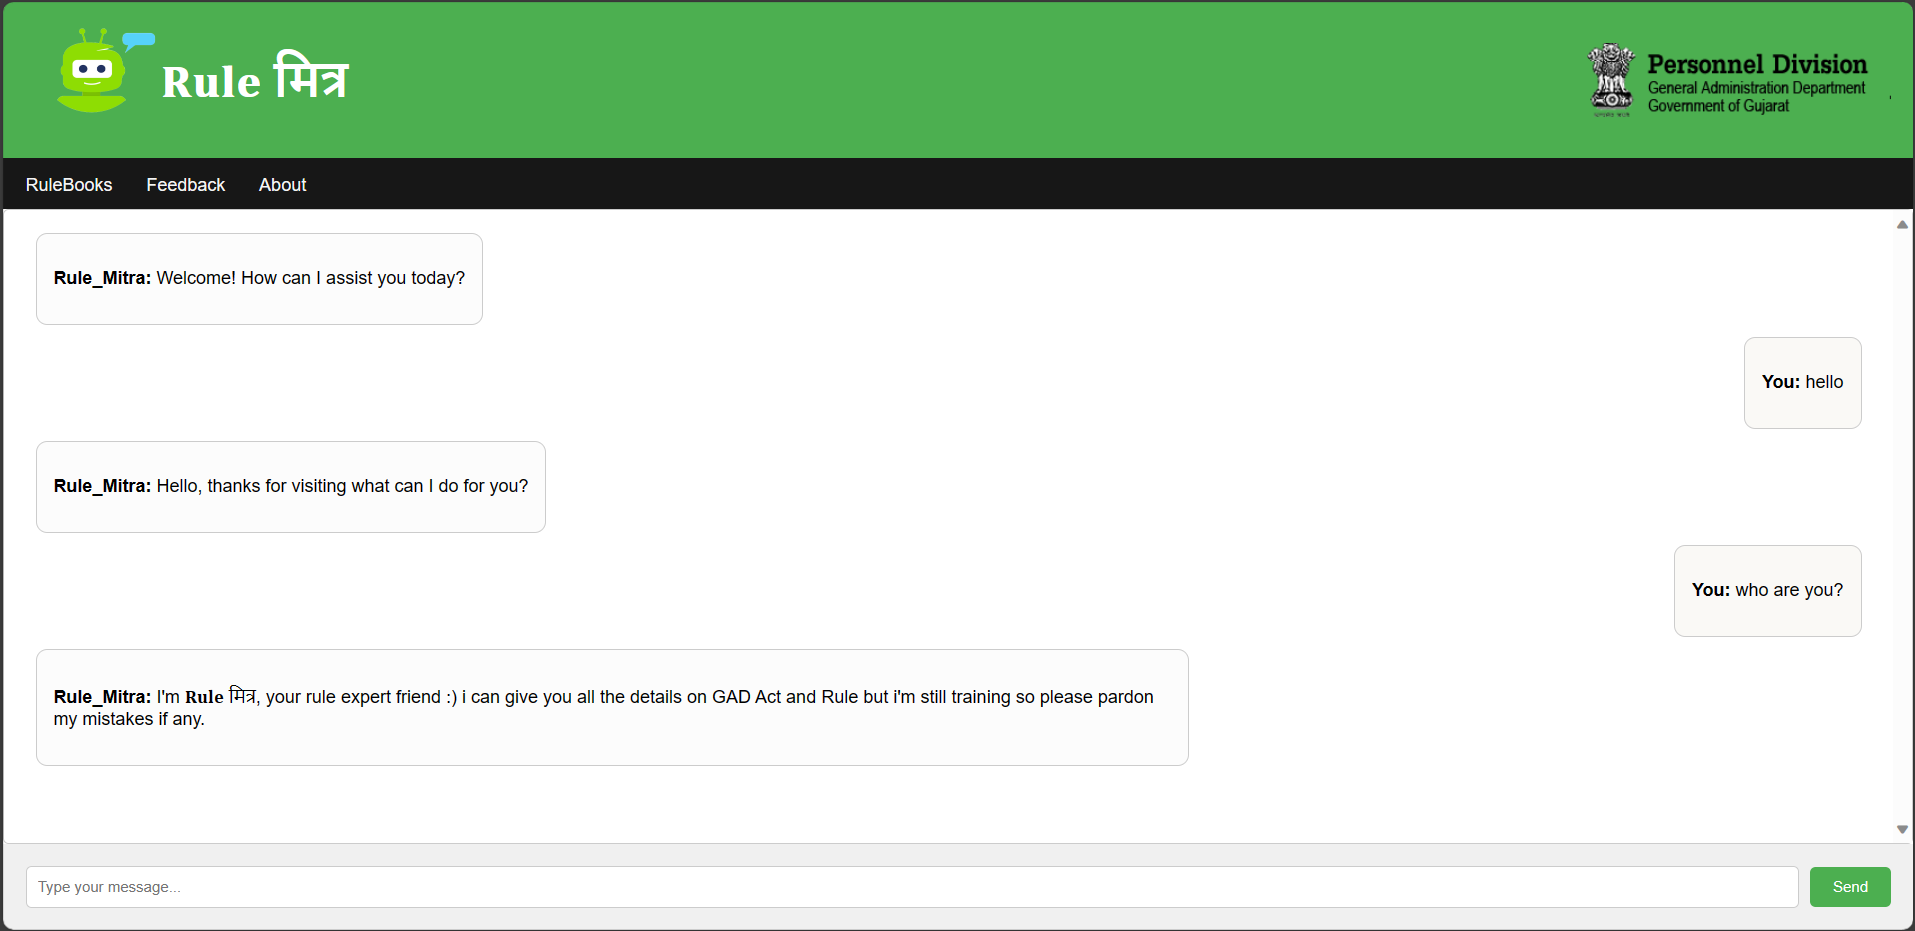 Rule मित्र
Personnel Division
General Administration Department
Government of Gujarat
RuleBooks Feedback About
Rule_Mitra: Welcome! How can I assist you today?
You: hello
Rule_Mitra: Hello, thanks for visiting what can I do for you?
You: who are you?
Rule_Mitra: I'm Rule मित्र, your rule expert friend :) i can give you all the details on GAD Act and Rule but i'm still training so please pardon
my mistakes if any.
Type your message...
Send